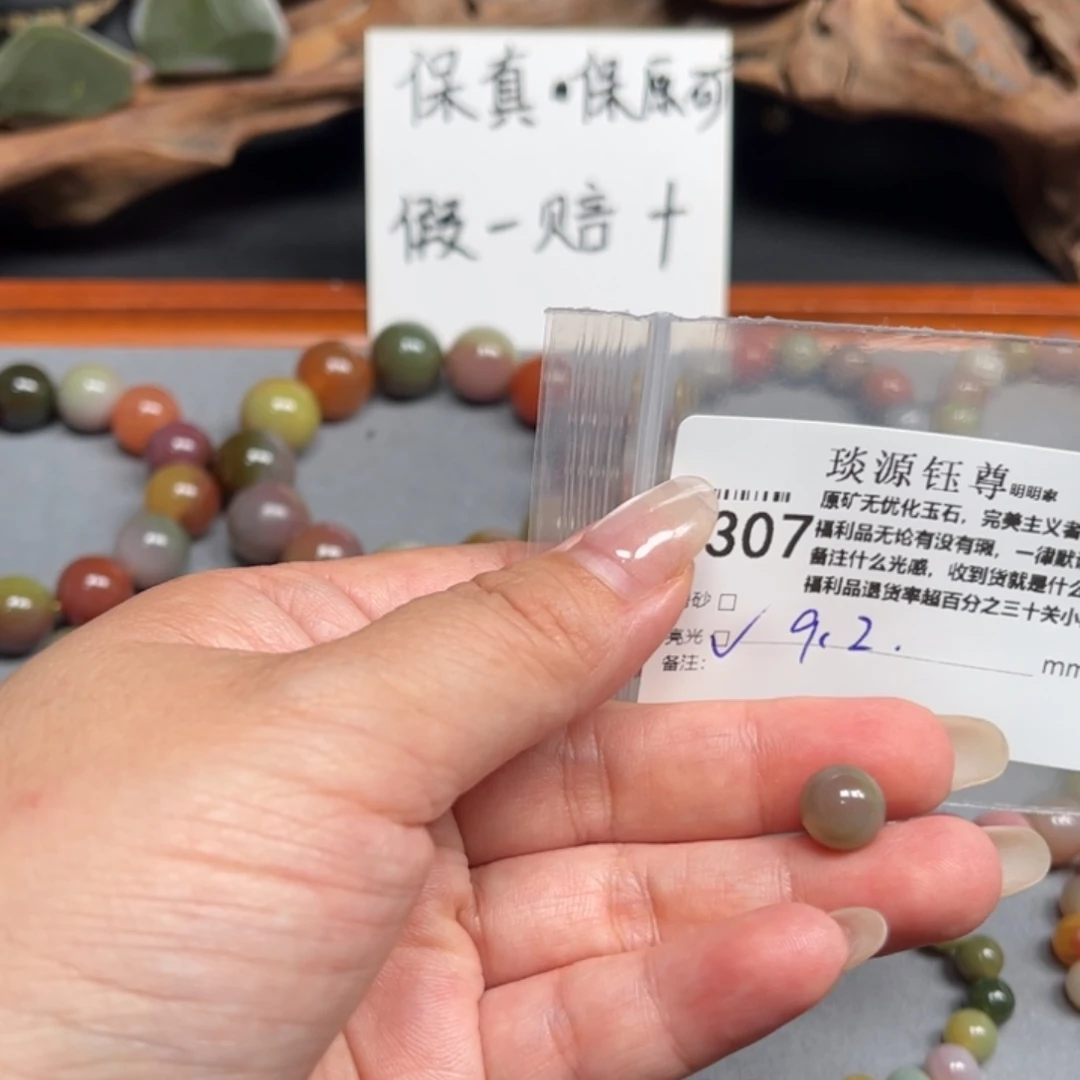 保真·保原矿
假一赔十
琰源钰尊明明家
307
原矿无优化玉石，完美主义者
福利品无论有没有瑕，一律默认
备注什么光感，收到货就是什么
福利品退货率超百分之三十关小
砂 □
亮光 □✓ 9.2. mm
备注：